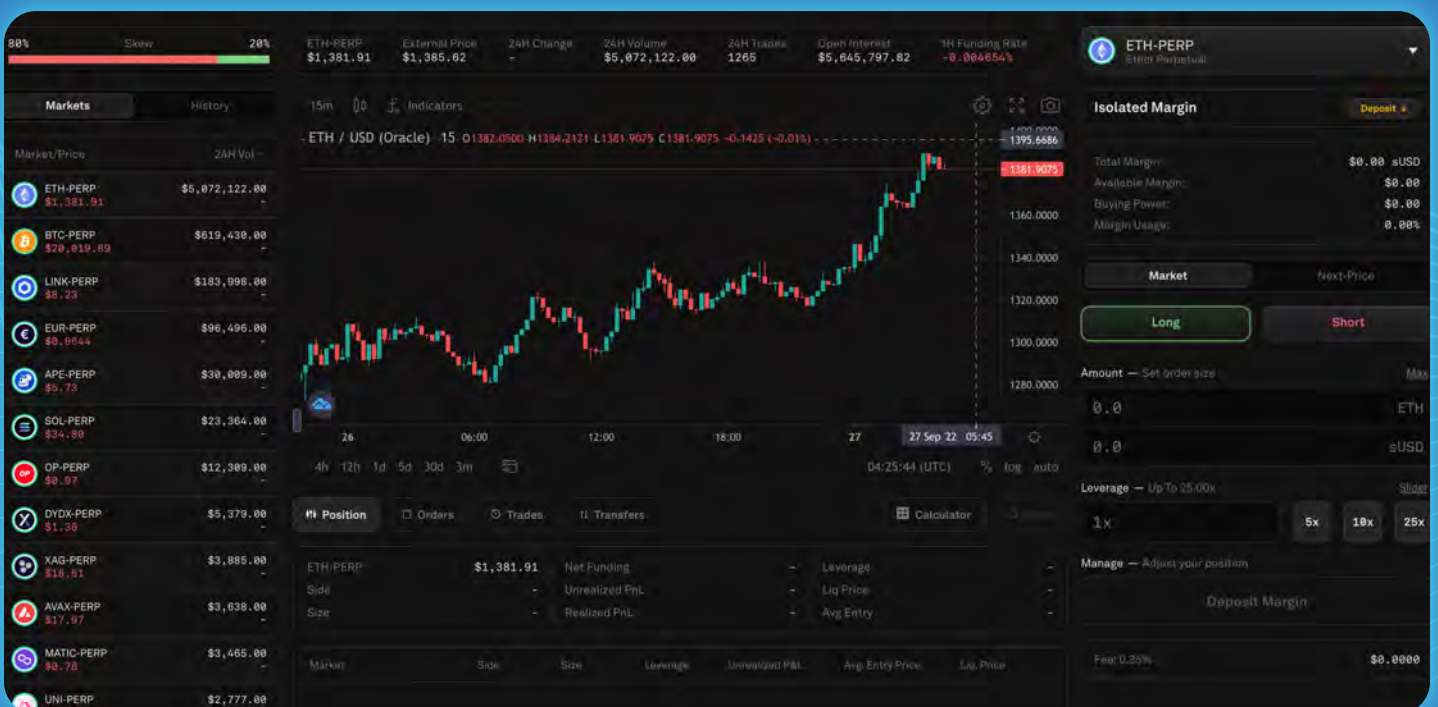 80% Skew 20%
Markets History
Market/Price 24H Vol
ETH-PERP $5,072,122.00
$1,381.91 -
BTC-PERP $619,430.00
$20,019.89 -
LINK-PERP $183,998.00
$8.23 -
EUR-PERP $96,496.00
$0.9644 -
APE-PERP $30,009.00
$5.73 -
SOL-PERP $23,364.00
$34.80 -
OP-PERP $12,309.00
$0.97 -
DYDX-PERP $5,379.00
$1.38 -
XAG-PERP $3,885.00
$18.61 -
AVAX-PERP $3,638.00
$17.97 -
MATIC-PERP $3,465.00
$0.78 -
UNI-PERP $2,777.00
ETH-PERP External Price 24H Change 24H Volume 24H Trades Open Interest 1H Funding Rate
$1,381.91 $1,385.62 - $5,072,122.00 1265 $5,645,797.82 -0.004654%
15m Indicators
ETH / USD (Oracle) 15 O1382.0500 H1384.2171 L1381.9075 C1381.9075 -0.1425 (-0.01%)
1395.6686
1381.9075
1360.0000
1340.0000
1320.0000
1300.0000
1280.0000
26 06:00 12:00 18:00 27 27 Sep '22 05:45
4h 12h 1d 5d 30d 3m 04:25:44 (UTC) % log auto
Position Orders Trades Transfers Calculator
ETH-PERP $1,381.91 Net Funding - Leverage -
Side - Unrealized PnL - Liq Price -
Size - Realized PnL - Avg Entry -
Market Side Size Leverage Unrealized P&L Avg. Entry Price Liq. Price
ETH-PERP
Ether Perpetual
Isolated Margin Deposit
Total Margin: $0.00 sUSD
Available Margin: $0.00
Buying Power: $0.00
Margin Usage: 0.00%
Market Next-Price
Long Short
Amount — Set order size Max
0.0 ETH
0.0 sUSD
Leverage — Up To 25.00x Slider
1x 5x 10x 25x
Manage — Adjust your position
Deposit Margin
Fee: 0.35% $0.0000